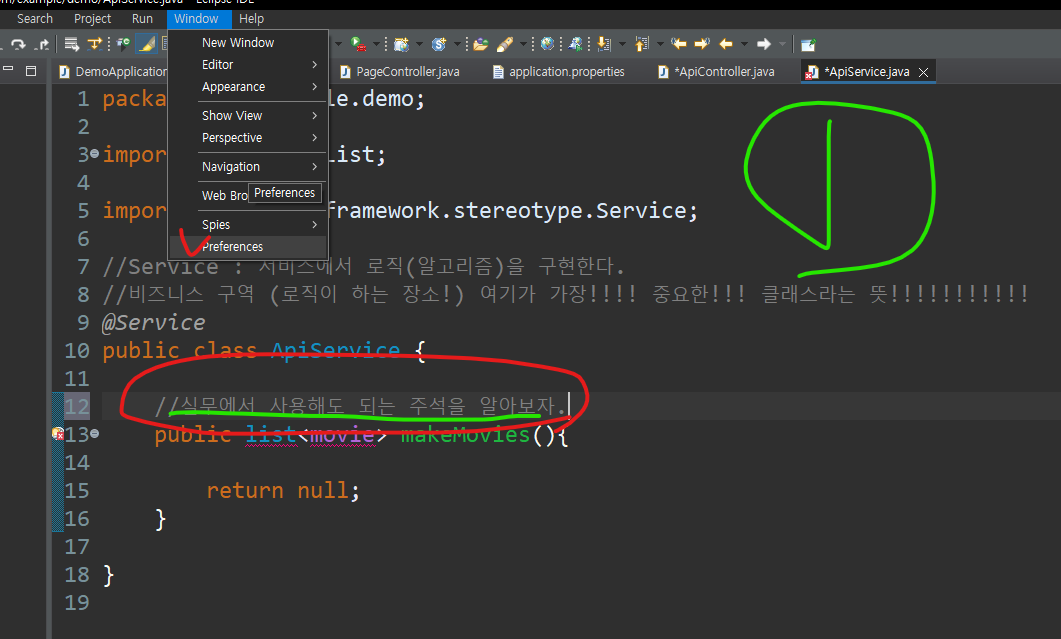 com/example/demo/ApiService.java - Eclipse IDE
Search Project Run Window Help
New Window
Editor
Appearance
Show View
Perspective
Navigation
Web Bro
Preferences
Spies
Preferences
DemoApplication PageController.java application.properties *ApiController.java *ApiService.java
1 packa le.demo;
2
3 impor List;
4
5 impor framework.stereotype.Service;
6
7 //Service : 서비스에서 로직(알고리즘)을 구현한다.
8 //비즈니스 구역 (로직이 하는 장소!) 여기가 가장!!!! 중요한!!! 클래스라는 뜻!!!!!!!!!!!
9 @Service
10 public class ApiService {
11
12 //실무에서 사용해도 되는 주석을 알아보자.
13 public list<movie> makeMovies(){
14
15 return null;
16 }
17
18 }
19